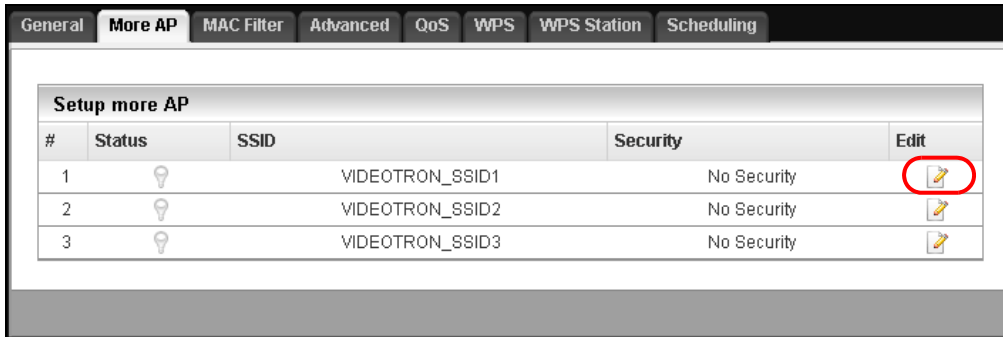 General More AP MAC Filter Advanced QoS WPS WPS Station Scheduling
Setup more AP
# Status SSID Security Edit
1 VIDEOTRON_SSID1 No Security
2 VIDEOTRON_SSID2 No Security
3 VIDEOTRON_SSID3 No Security